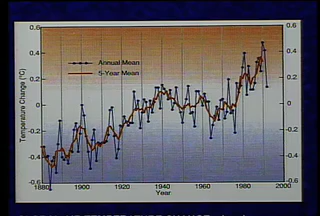 0.6 0.6
0.4 0.4
Annual Mean
5-Year Mean
0.2 0.2
Temperature Change (°C)
0 0
-0.2 -0.2
-0.4 -0.4
-0.6 -0.6
1880 1900 1920 1940 1960 1980 2000
Year